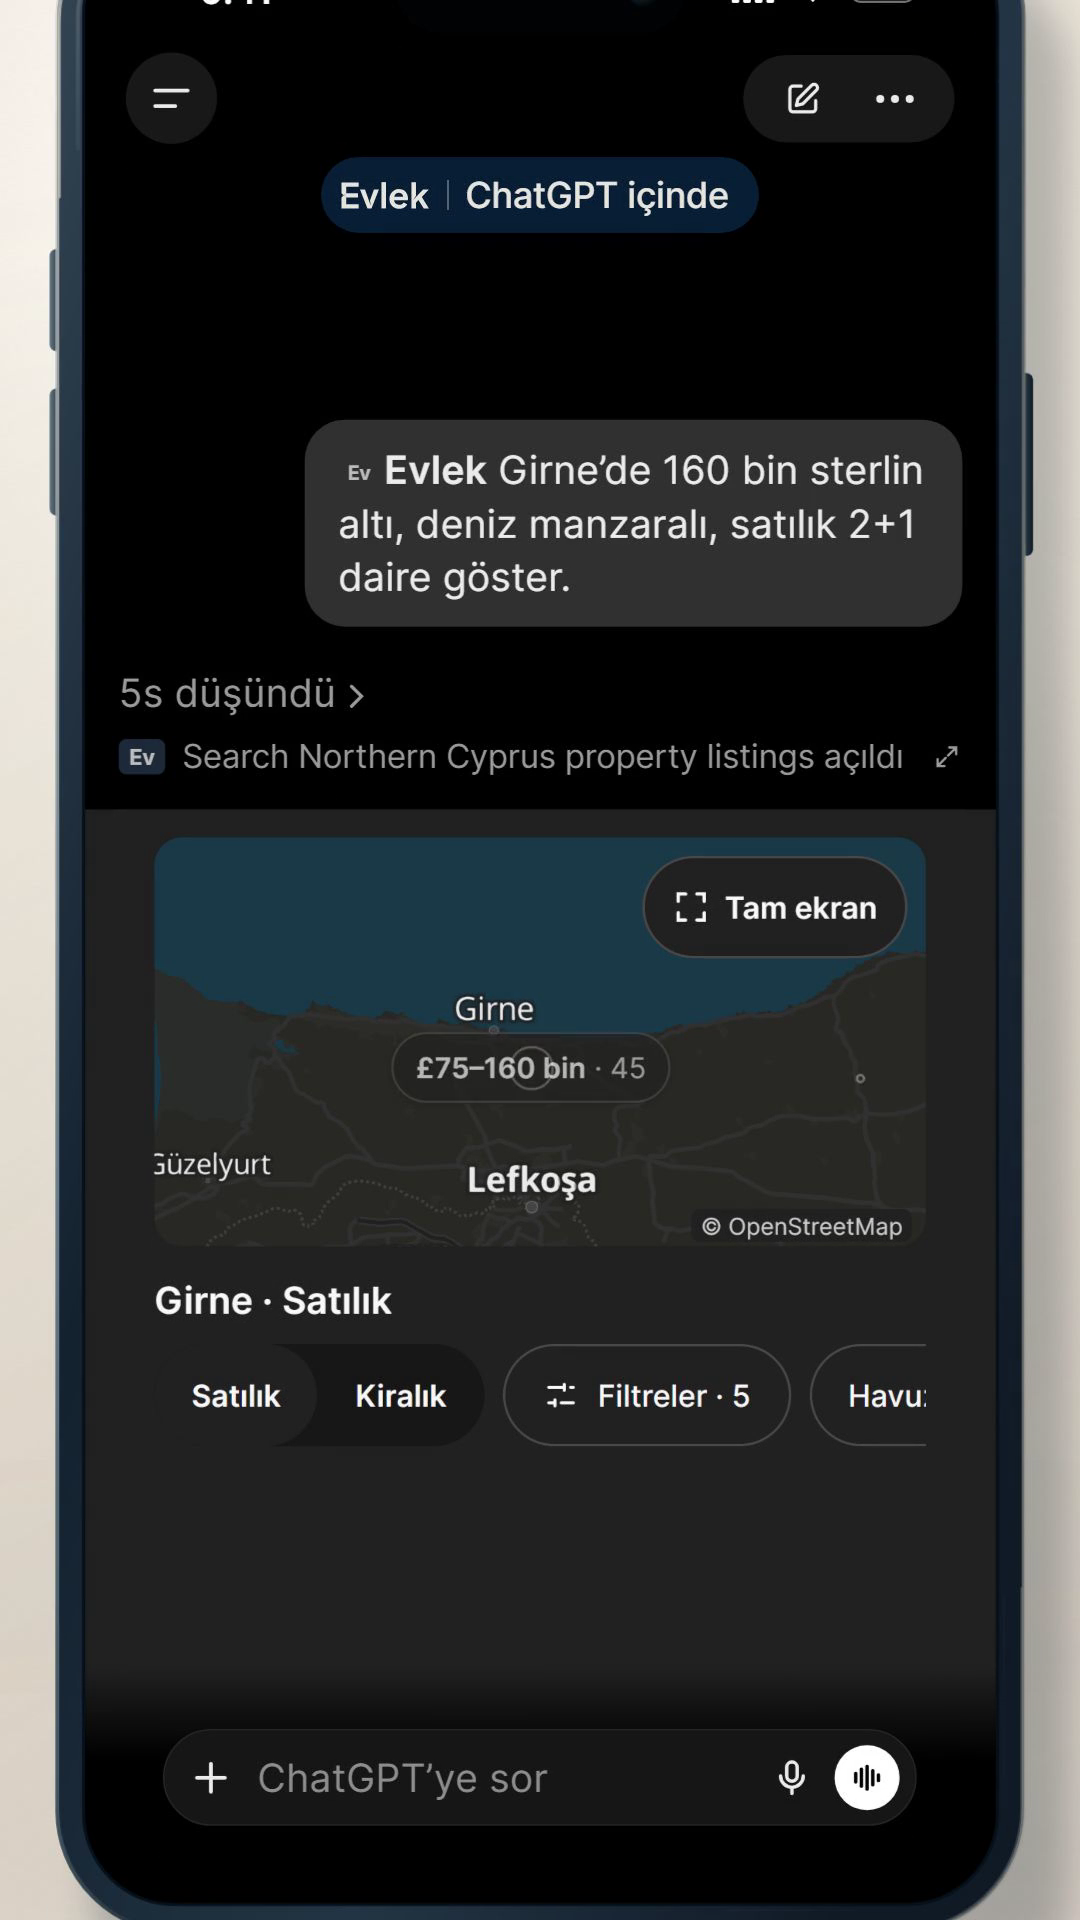 Evlek | ChatGPT içinde
Ev Evlek Girne’de 160 bin sterlin
altı, deniz manzaralı, satılık 2+1
daire göster.
5s düşündü
Ev Search Northern Cyprus property listings açıldı
Tam ekran
Girne
£75–160 bin · 45
Güzelyurt
Lefkoşa
© OpenStreetMap
Girne · Satılık
Satılık Kiralık Filtreler · 5
ChatGPT’ye sor